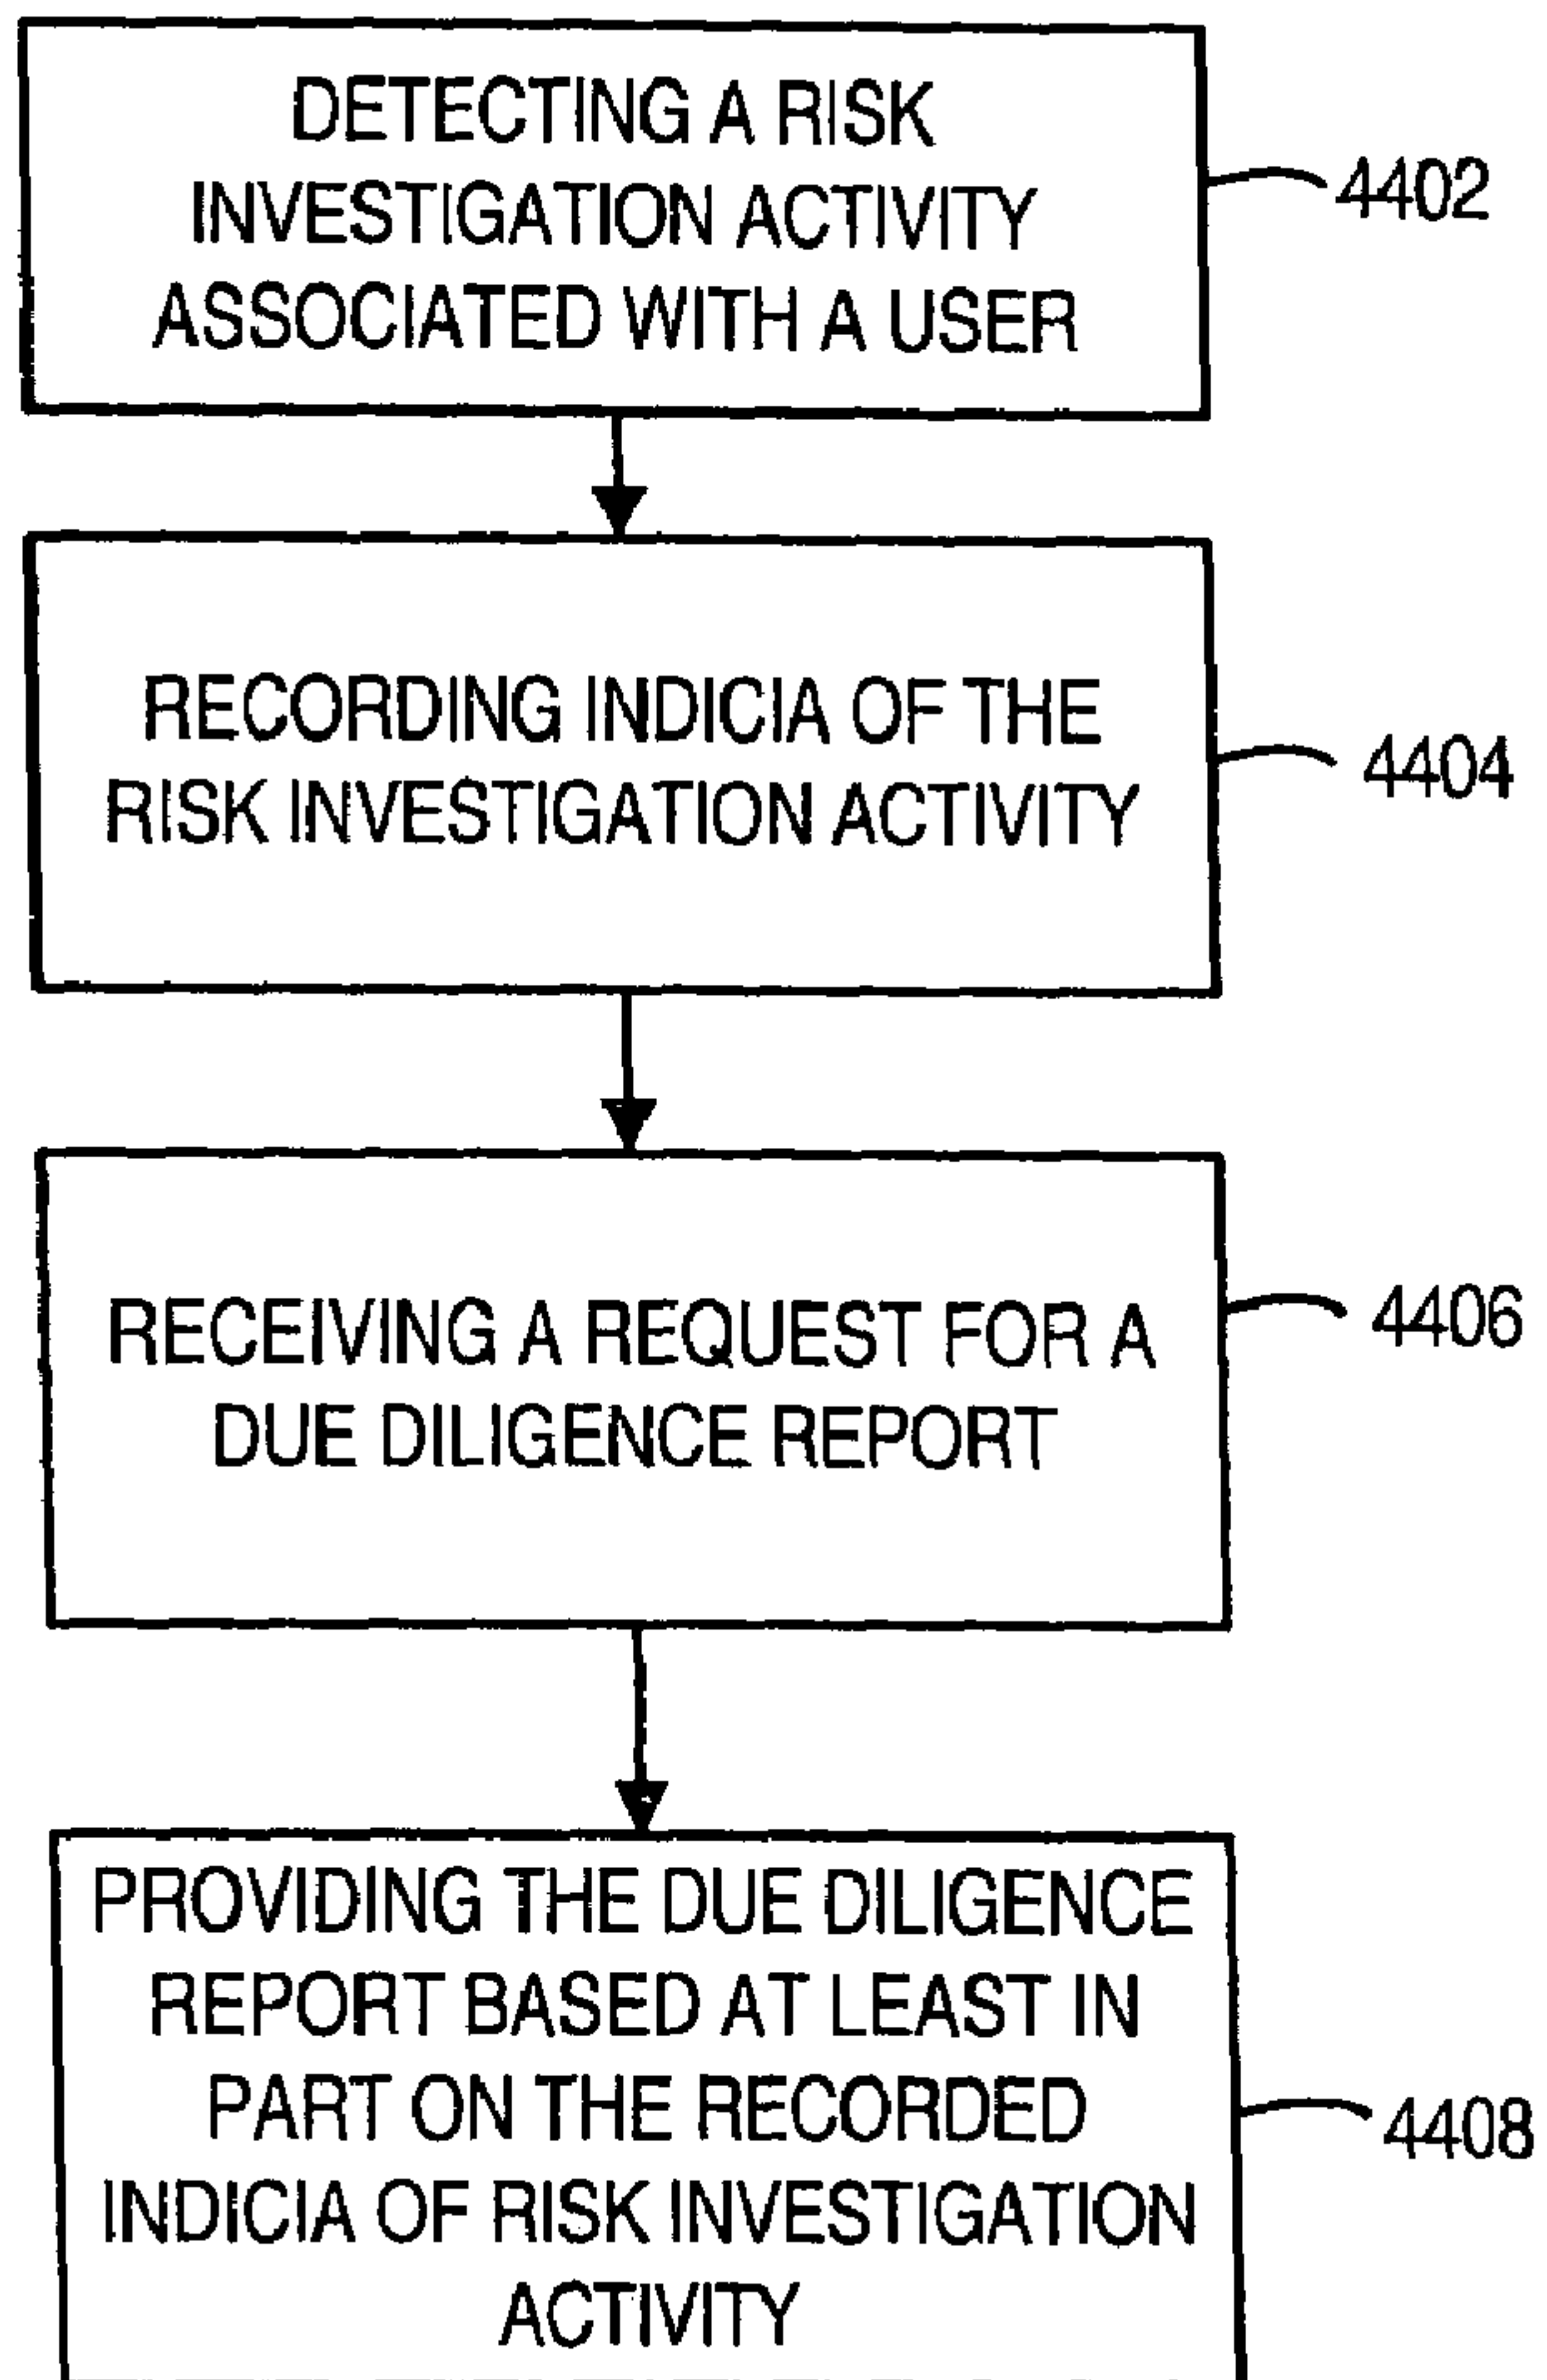 DETECTING A RISK
INVESTIGATION ACTIVITY
ASSOCIATED WITH A USER
4402
RECORDING INDICIA OF THE
RISK INVESTIGATION ACTIVITY
4404
RECEIVING A REQUEST FOR A
DUE DILIGENCE REPORT
4406
PROVIDING THE DUE DILIGENCE
REPORT BASED AT LEAST IN
PART ON THE RECORDED
INDICIA OF RISK INVESTIGATION
ACTIVITY
4408